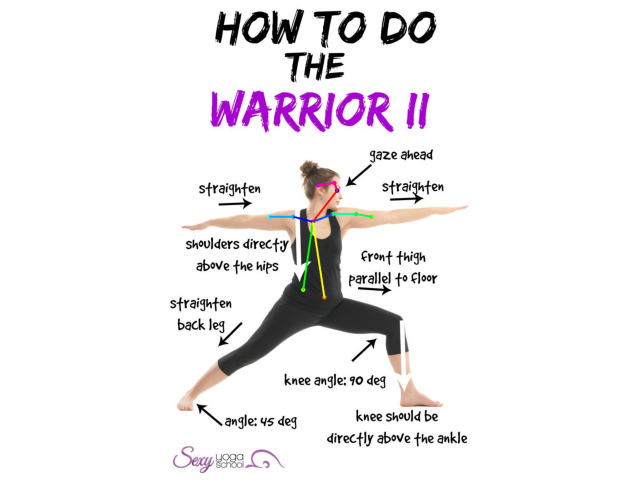 HOW TO DO
THE
WARRIOR II
gaze ahead
straighten
straighten
shoulders directly
above the hips
front thigh
parallel to floor
straighten
back leg
knee angle: 90 deg
angle: 45 deg
knee should be
directly above the ankle
Sexy yoga
school